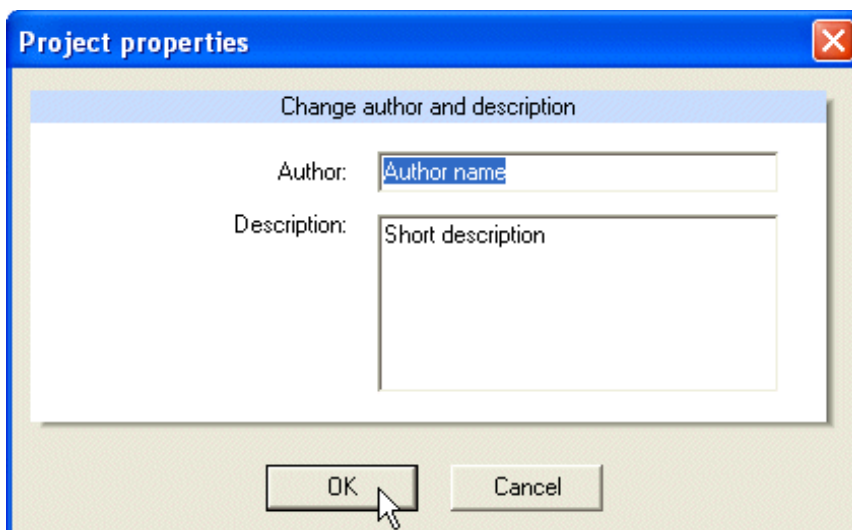 Project properties
Change author and description
Author: Author name
Description: Short description
OK Cancel